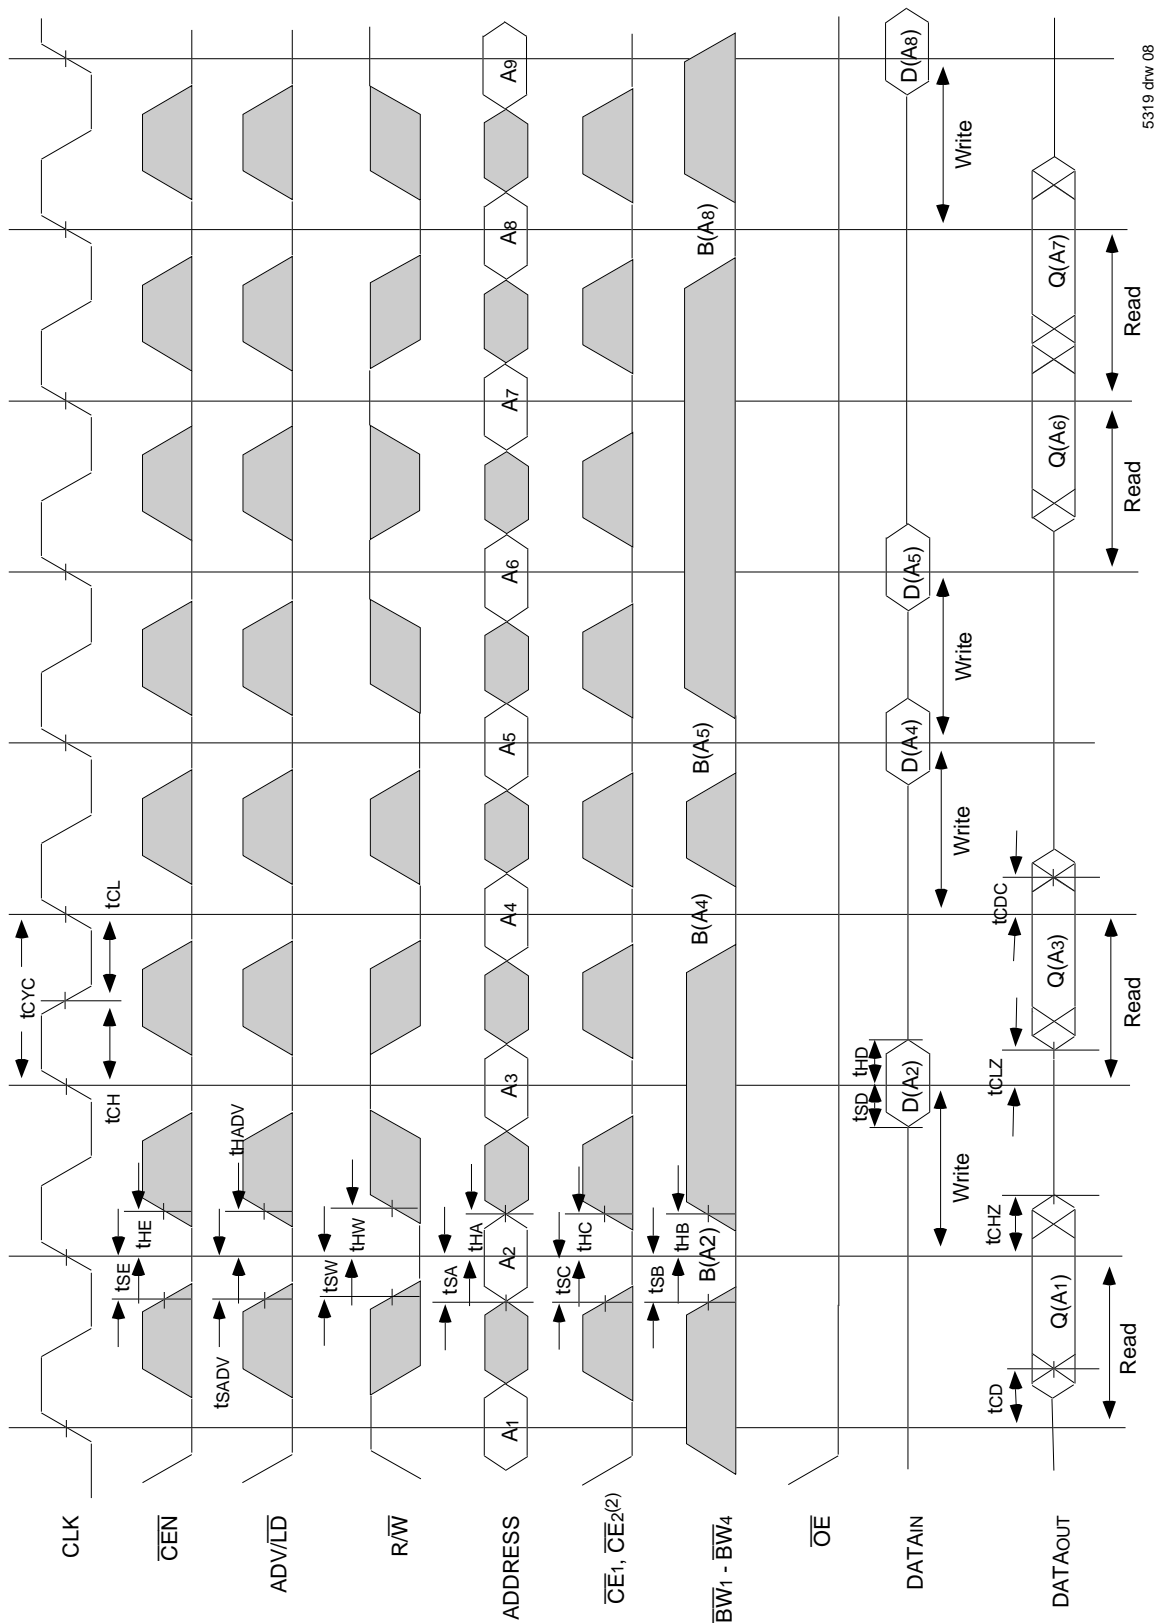 tCYC
tCH
tCL
CLK
tSE
tHE
CEN
tSADV
tHADV
ADV/LD
tSW
tHW
R/W
tSA
tHA
ADDRESS
A1
A2
A3
A4
A5
A6
A7
A8
A9
tSC
tHC
CE1, CE2(2)
tSB
tHB
BW1 - BW4
B(A2)
B(A4)
B(A5)
B(A8)
OE
tSD
tHD
DATAIN
D(A2)
D(A4)
D(A5)
D(A8)
Write
Write
Write
Write
tCD
tCHZ
tCLZ
tCDC
DATAOUT
Q(A1)
Q(A3)
Q(A6)
Q(A7)
Read
Read
Read
Read
5319 drw 08